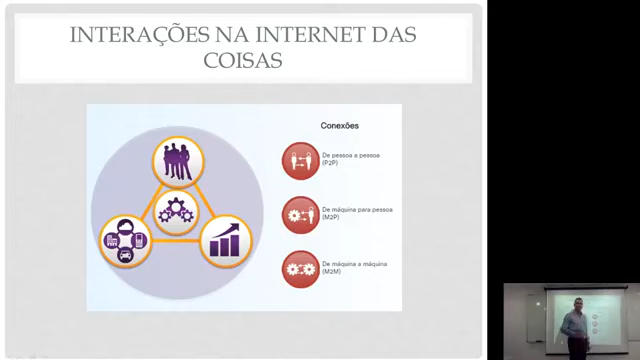 INTERAÇÕES NA INTERNET DAS
COISAS
Conexões
De pessoa a pessoa
(P2P)
De máquina para pessoa
(M2P)
De máquina a máquina
(M2M)